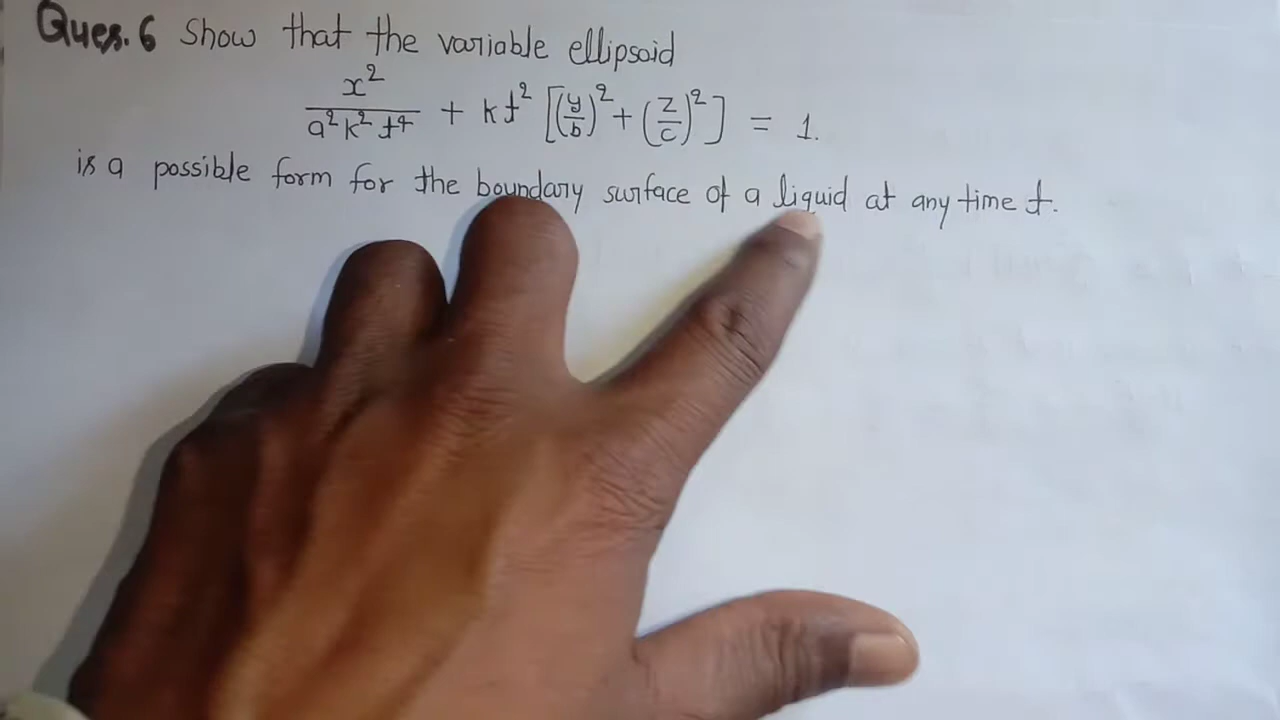 Ques. 6 Show that the variable ellipsoid
x²/(a²k²t⁴) + kt² [(y/b)² + (z/c)²] = 1.
is a possible form for the boundary surface of a liquid at any time t.